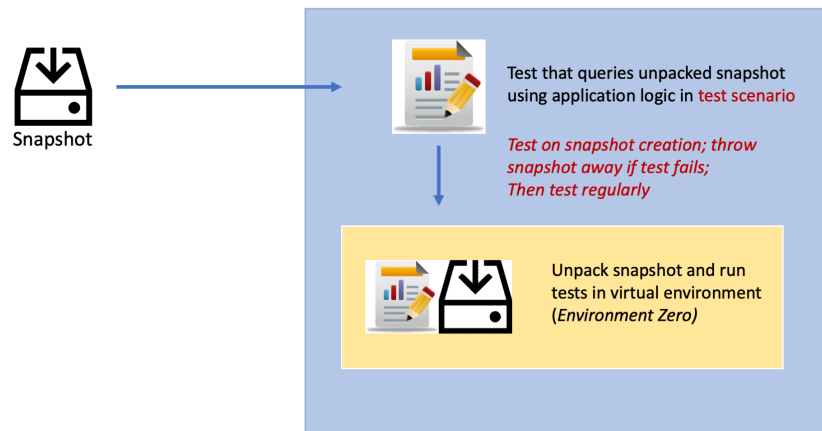 Snapshot
Test that queries unpacked snapshot
using application logic in test scenario
Test on snapshot creation; throw
snapshot away if test fails;
Then test regularly
Unpack snapshot and run
tests in virtual environment
(Environment Zero)